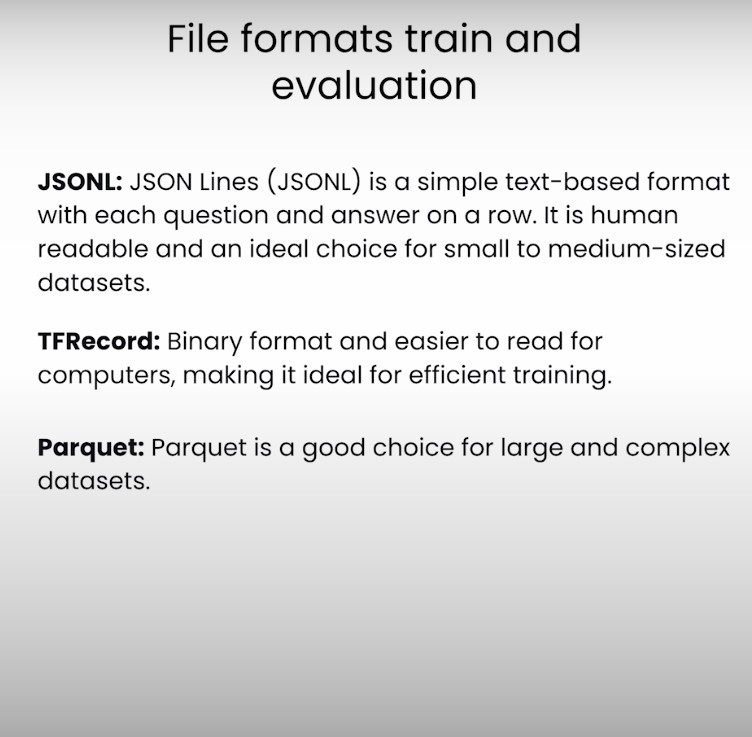 File formats train and
evaluation
JSONL: JSON Lines (JSONL) is a simple text-based format
with each question and answer on a row. It is human
readable and an ideal choice for small to medium-sized
datasets.
TFRecord: Binary format and easier to read for
computers, making it ideal for efficient training.
Parquet: Parquet is a good choice for large and complex
datasets.